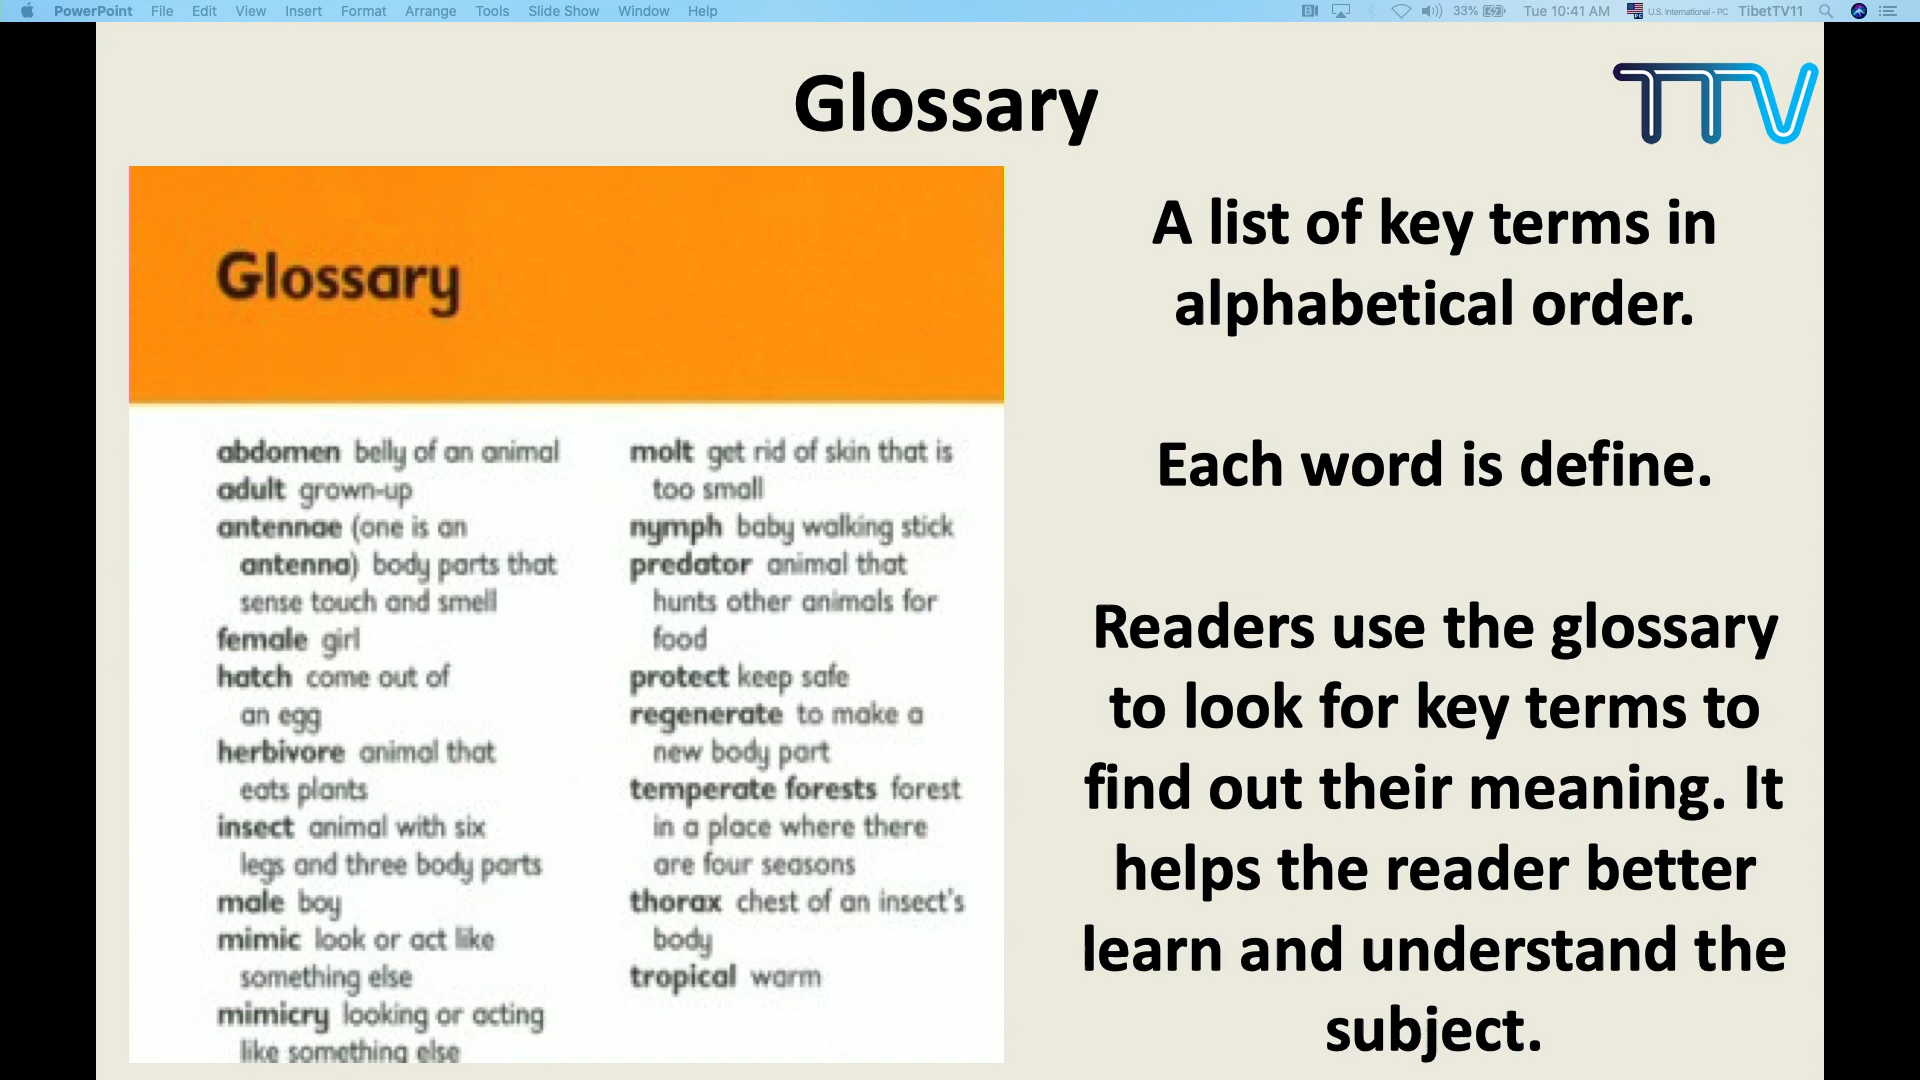 PowerPoint File Edit View Insert Format Arrange Tools Slide Show Window Help 33% Tue 10:41 AM U.S. International - PC TibetTV11
Glossary
TTV
Glossary
abdomen belly of an animal
adult grown-up
antennae (one is an
antenna) body parts that
sense touch and smell
female girl
hatch come out of
an egg
herbivore animal that
eats plants
insect animal with six
legs and three body parts
male boy
mimic look or act like
something else
mimicry looking or acting
like something else
molt get rid of skin that is
too small
nymph baby walking stick
predator animal that
hunts other animals for
food
protect keep safe
regenerate to make a
new body part
temperate forests forest
in a place where there
are four seasons
thorax chest of an insect's
body
tropical warm
A list of key terms in
alphabetical order.
Each word is define.
Readers use the glossary
to look for key terms to
find out their meaning. It
helps the reader better
learn and understand the
subject.